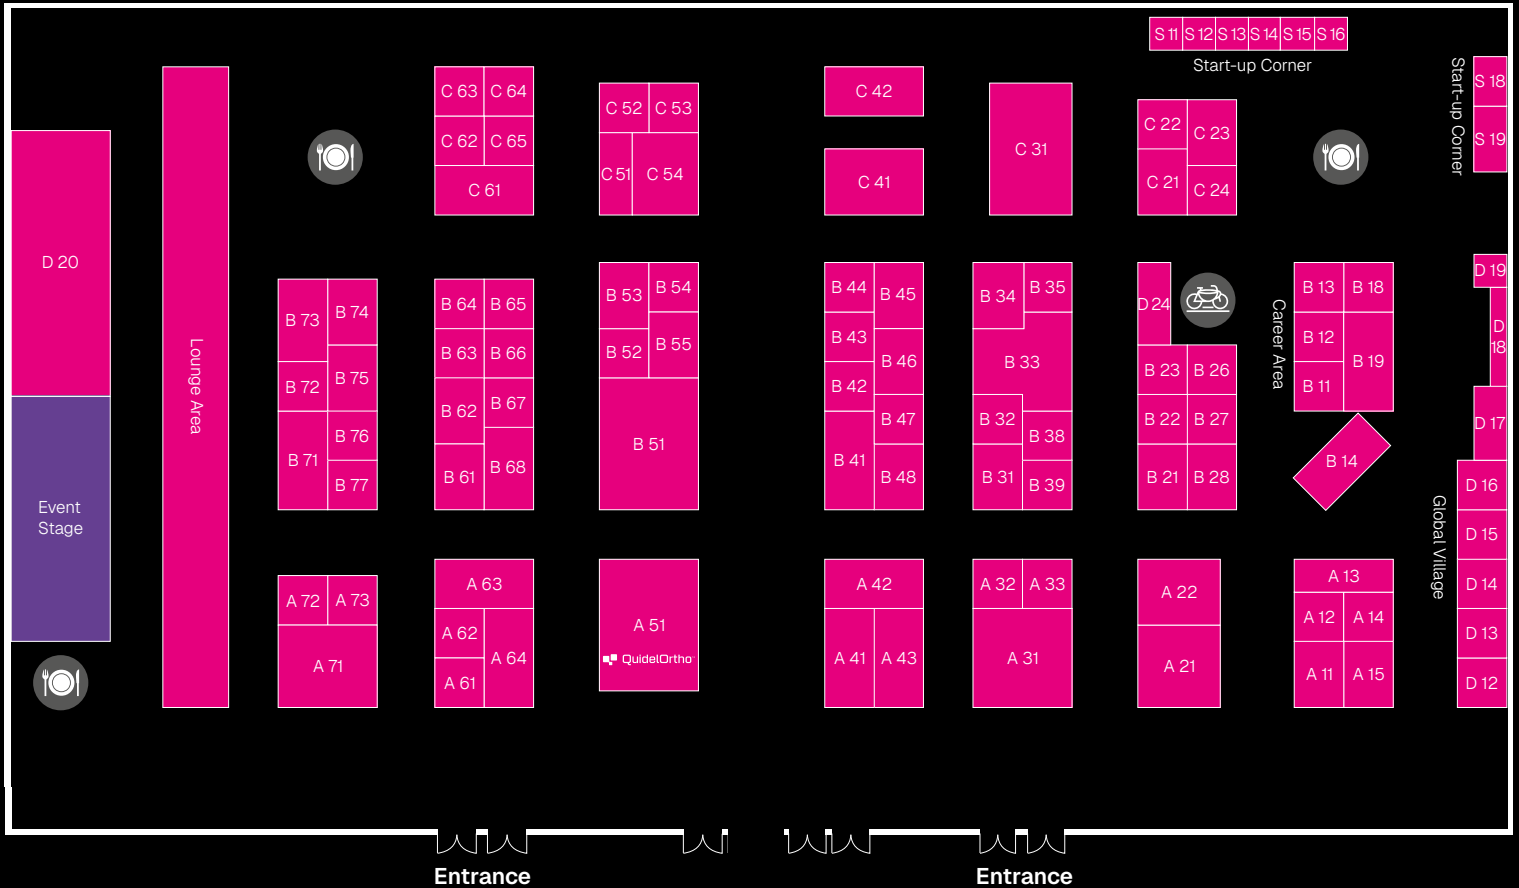 S 11 S 12 S 13 S 14 S 15 S 16
Start-up Corner
Start-up Corner
S 18
S 19
C 63 C 64
C 62 C 65
C 61
C 52 C 53
C 51 C 54
C 42
C 41
C 31
C 22 C 23
C 21 C 24
D 20
Event
Stage
Lounge Area
B 73 B 74
B 72 B 75
B 71 B 76
B 77
B 64 B 65
B 63 B 66
B 62 B 67
B 61 B 68
B 53 B 54
B 52 B 55
B 51
B 44 B 45
B 43 B 46
B 42 B 47
B 41 B 48
B 34 B 35
B 33
B 32 B 38
B 31 B 39
D 24
B 23 B 26
B 22 B 27
B 21 B 28
Career Area
B 13 B 18
B 12 B 19
B 11
B 14
D 19
D
18
D 17
Global Village
D 16
D 15
D 14
D 13
D 12
A 72 A 73
A 71
A 63
A 62 A 64
A 61
A 51
QuidelOrtho
A 42
A 41 A 43
A 32 A 33
A 31
A 22
A 21
A 13
A 12 A 14
A 11 A 15
Entrance
Entrance